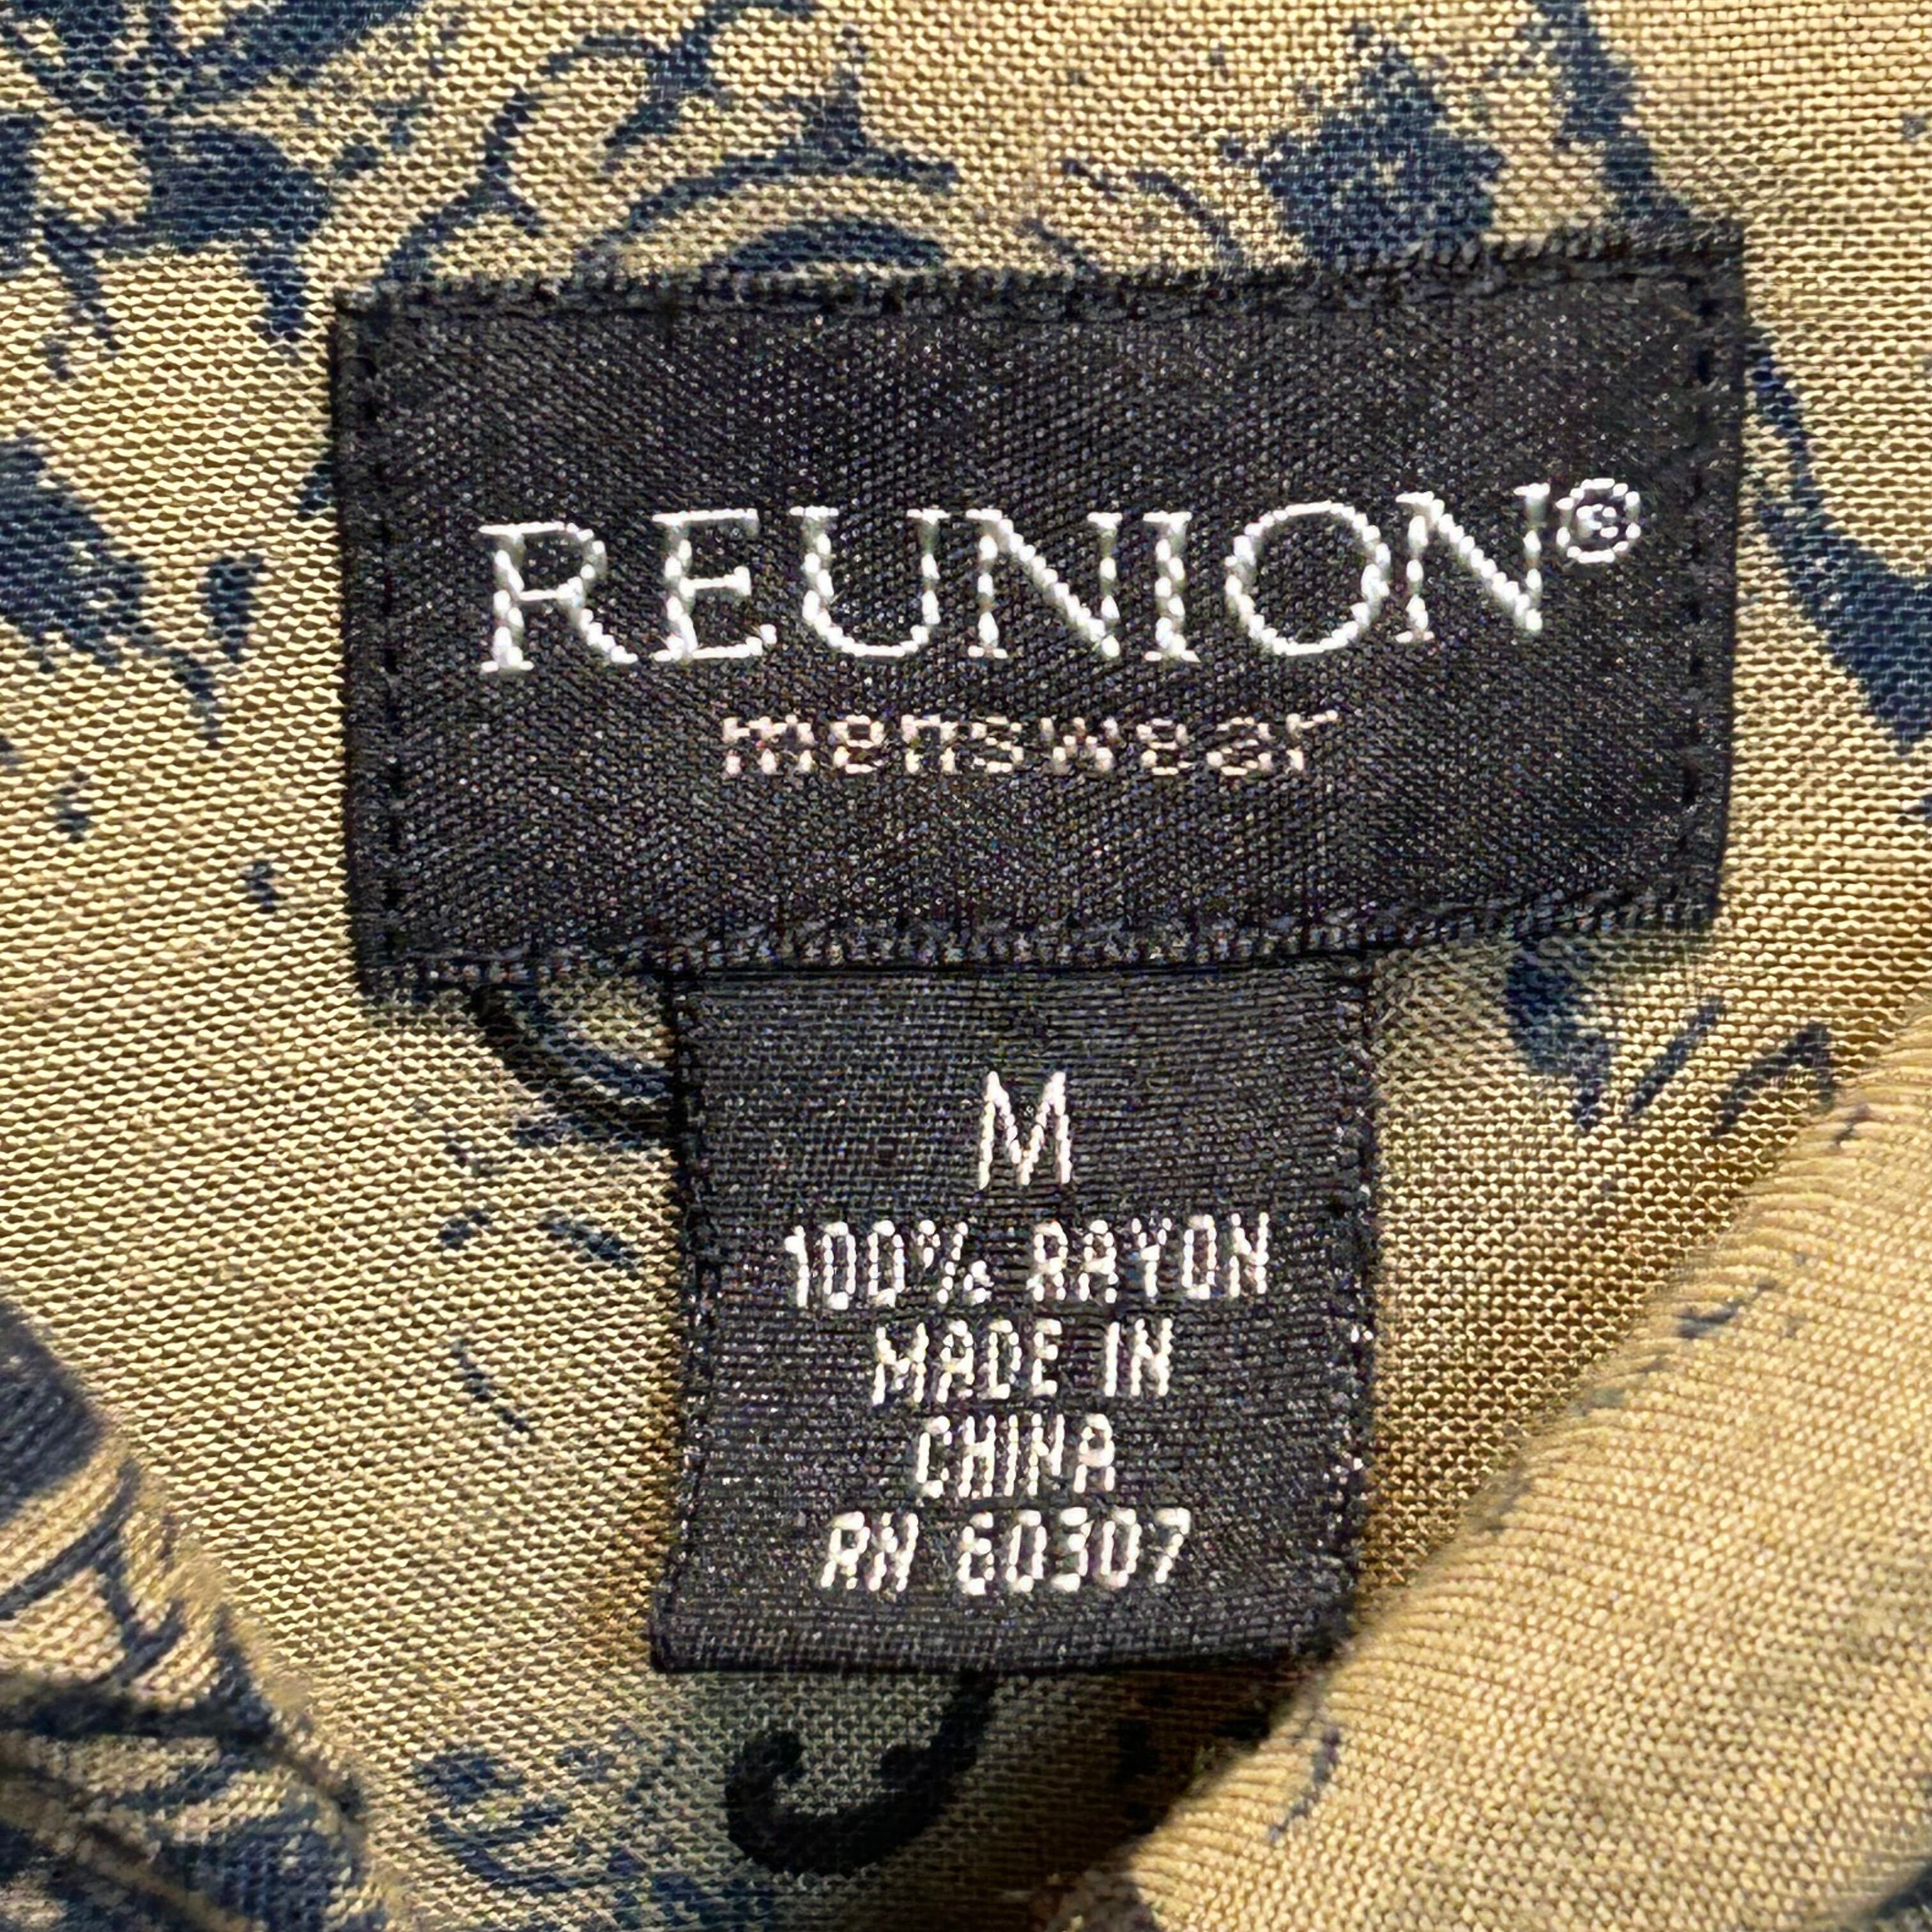 REUNION®
menswear
M
100% RAYON
MADE IN
CHINA
RN 60307